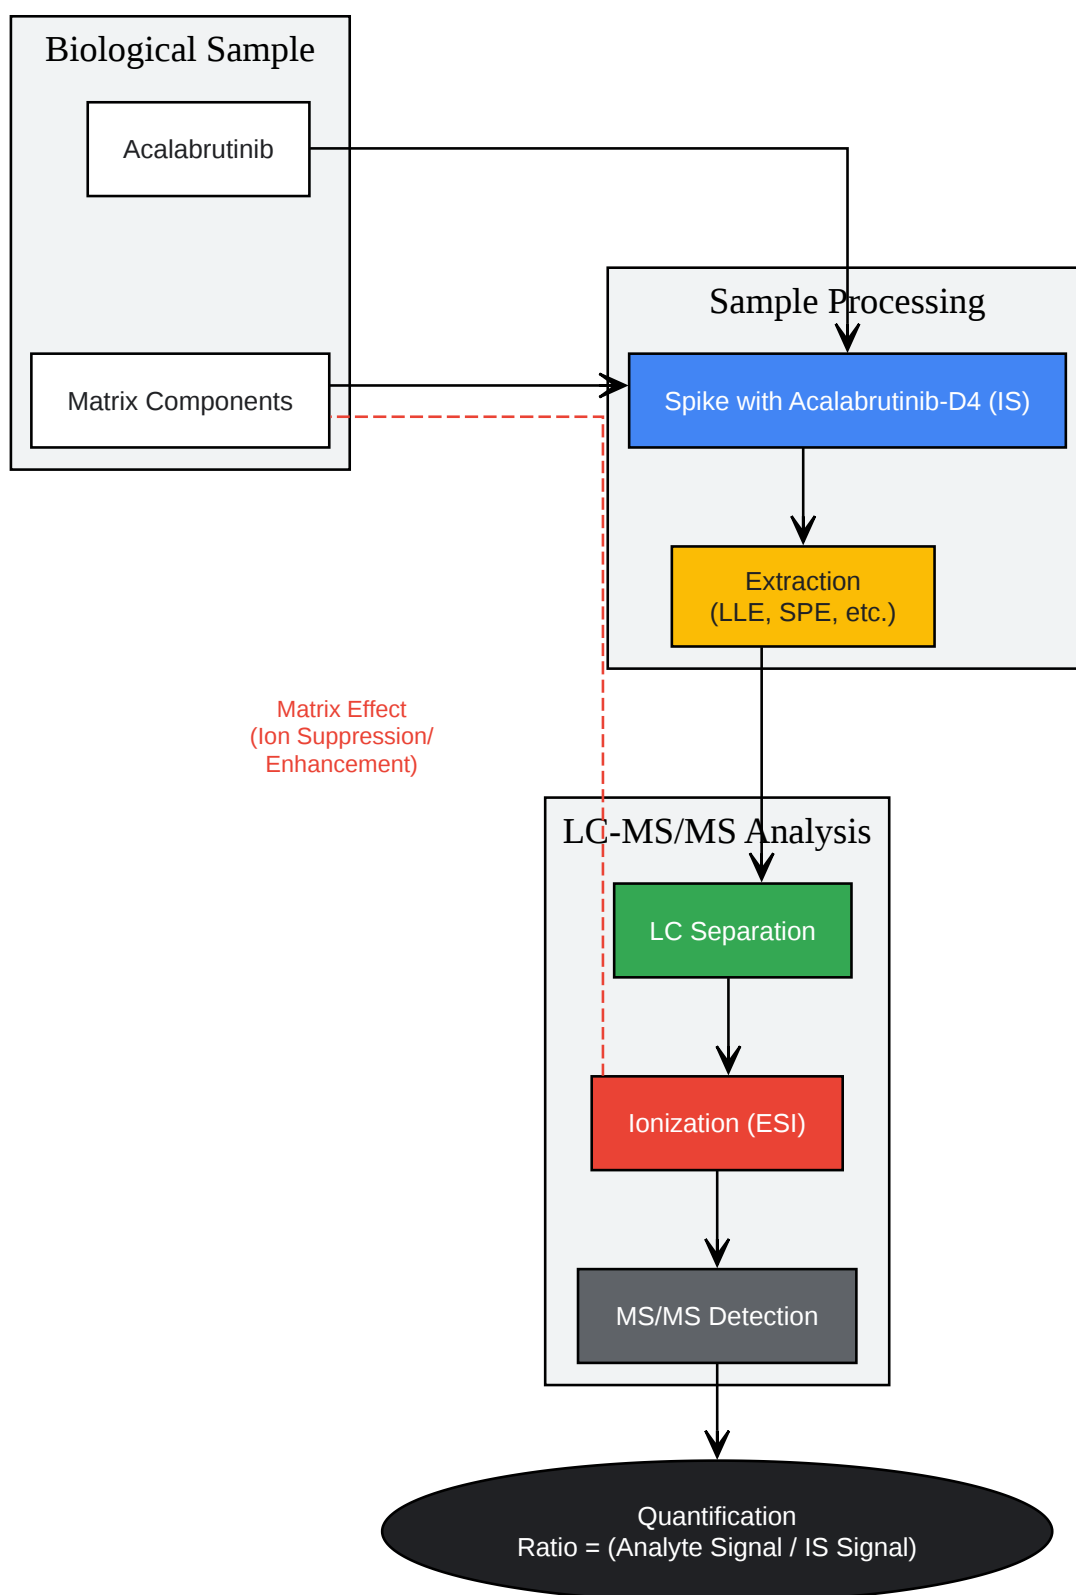 Biological Sample
Acalabrutinib
Matrix Components
Sample Processing
Spike with Acalabrutinib-D4 (IS)
Extraction
(LLE, SPE, etc.)
Matrix Effect
(Ion Suppression/
Enhancement)
LC-MS/MS Analysis
LC Separation
Ionization (ESI)
MS/MS Detection
Quantification
Ratio = (Analyte Signal / IS Signal)